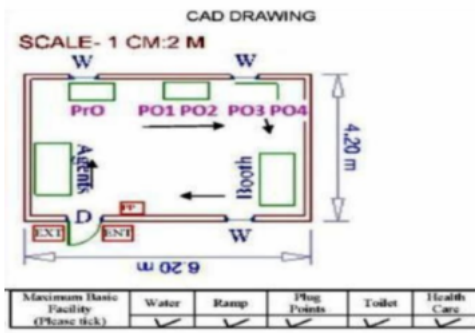 CAD DRAWING
SCALE- 1 CM:2 M
W W
PrO PO1 PO2 PO3 PO4
Agents
Booth
4.20 m
D
PP
EXT ENT
W
6.20 m
Maximum Basic Facility (Please tick) Water Ramp Plug Points Toilet Health Care
✓ ✓ ✓ ✓ ✓